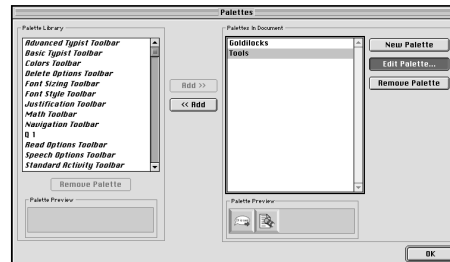 Palettes
Palette Library
Advanced Typist Toolbar
Basic Typist Toolbar
Colors Toolbar
Delete Options Toolbar
Font Sizing Toolbar
Font Style Toolbar
Justification Toolbar
Math Toolbar
Navigation Toolbar
Q 1
Read Options Toolbar
Speech Options Toolbar
Standard Activity Toolbar
Remove Palette
Palette Preview
Add >>
<< Add
Palettes In Document
Goldilocks
Tools
Palette Preview
New Palette
Edit Palette...
Remove Palette
OK